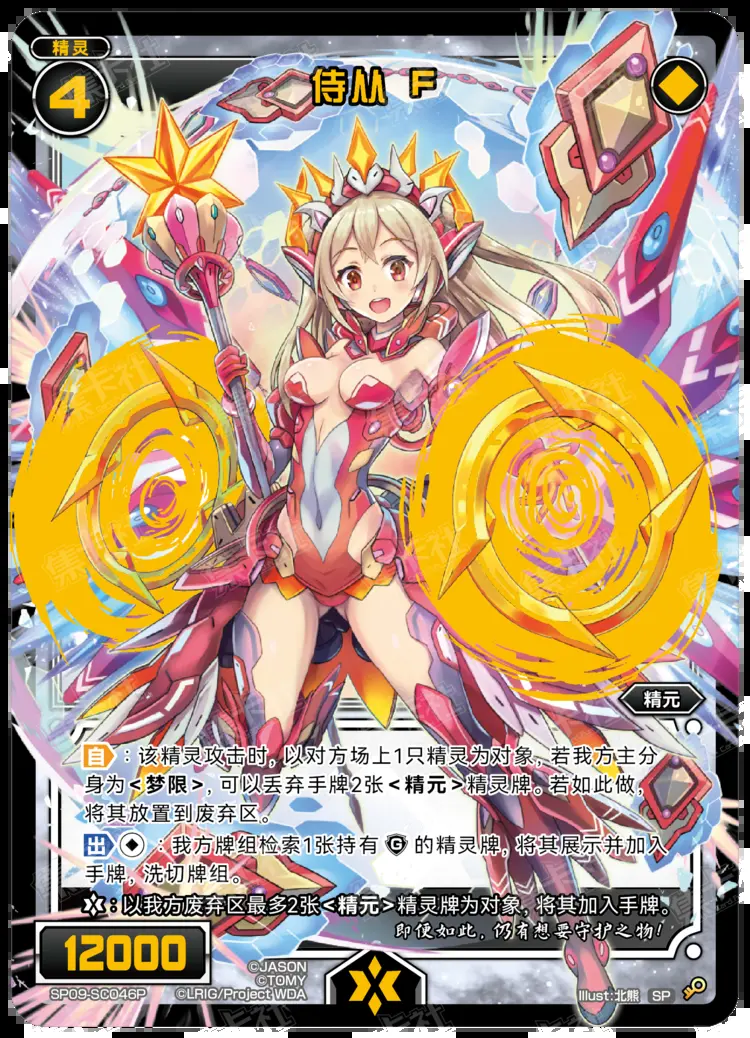 精灵
4
侍从 F
精元
自：该精灵攻击时，以对方场上1只精灵为对象，若我方主分
身为<梦限>，可以丢弃手牌2张<精元>精灵牌。若如此做，
将其放置到废弃区。
出：我方牌组检索1张持有 G 的精灵牌，将其展示并加入
手牌，洗切牌组。
：以我方废弃区最多2张<精元>精灵牌为对象，将其加入手牌。
即便如此，仍有想要守护之物！
12000
©JASON
©TOMY
SP09-SC046P ©LRIG/Project WDA
Illust:北熊 SP
集卡社